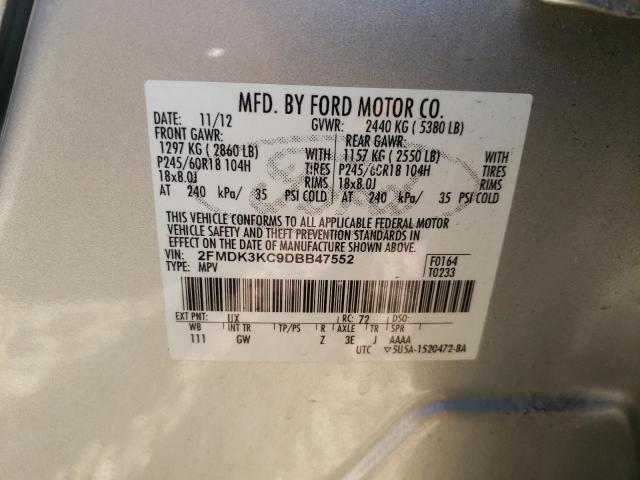 MFD. BY FORD MOTOR CO.
DATE: 11/12 GVWR: 2440 KG ( 5380 LB)
FRONT GAWR: REAR GAWR:
1297 KG ( 2860 LB) WITH 1157 KG ( 2550 LB) WITH
P245/60R18 104H TIRES P245/60R18 104H TIRES
18x8.0J RIMS 18x8.0J RIMS
AT 240 kPa/ 35 PSI COLD AT 240 kPa/ 35 PSI COLD
THIS VEHICLE CONFORMS TO ALL APPLICABLE FEDERAL MOTOR
VEHICLE SAFETY AND THEFT PREVENTION STANDARDS IN
EFFECT ON THE DATE OF MANUFACTURE SHOWN ABOVE.
VIN: 2FMDK3KC9DBB47552 F0164
TYPE: MPV T0233
EXT PNT: UX RC: 72 DSO:
WB INT TR TP/PS R AXLE TR SPR
111 GW Z 3E J AAAA
UTC ▽5U5A-1520472-BA
Ford